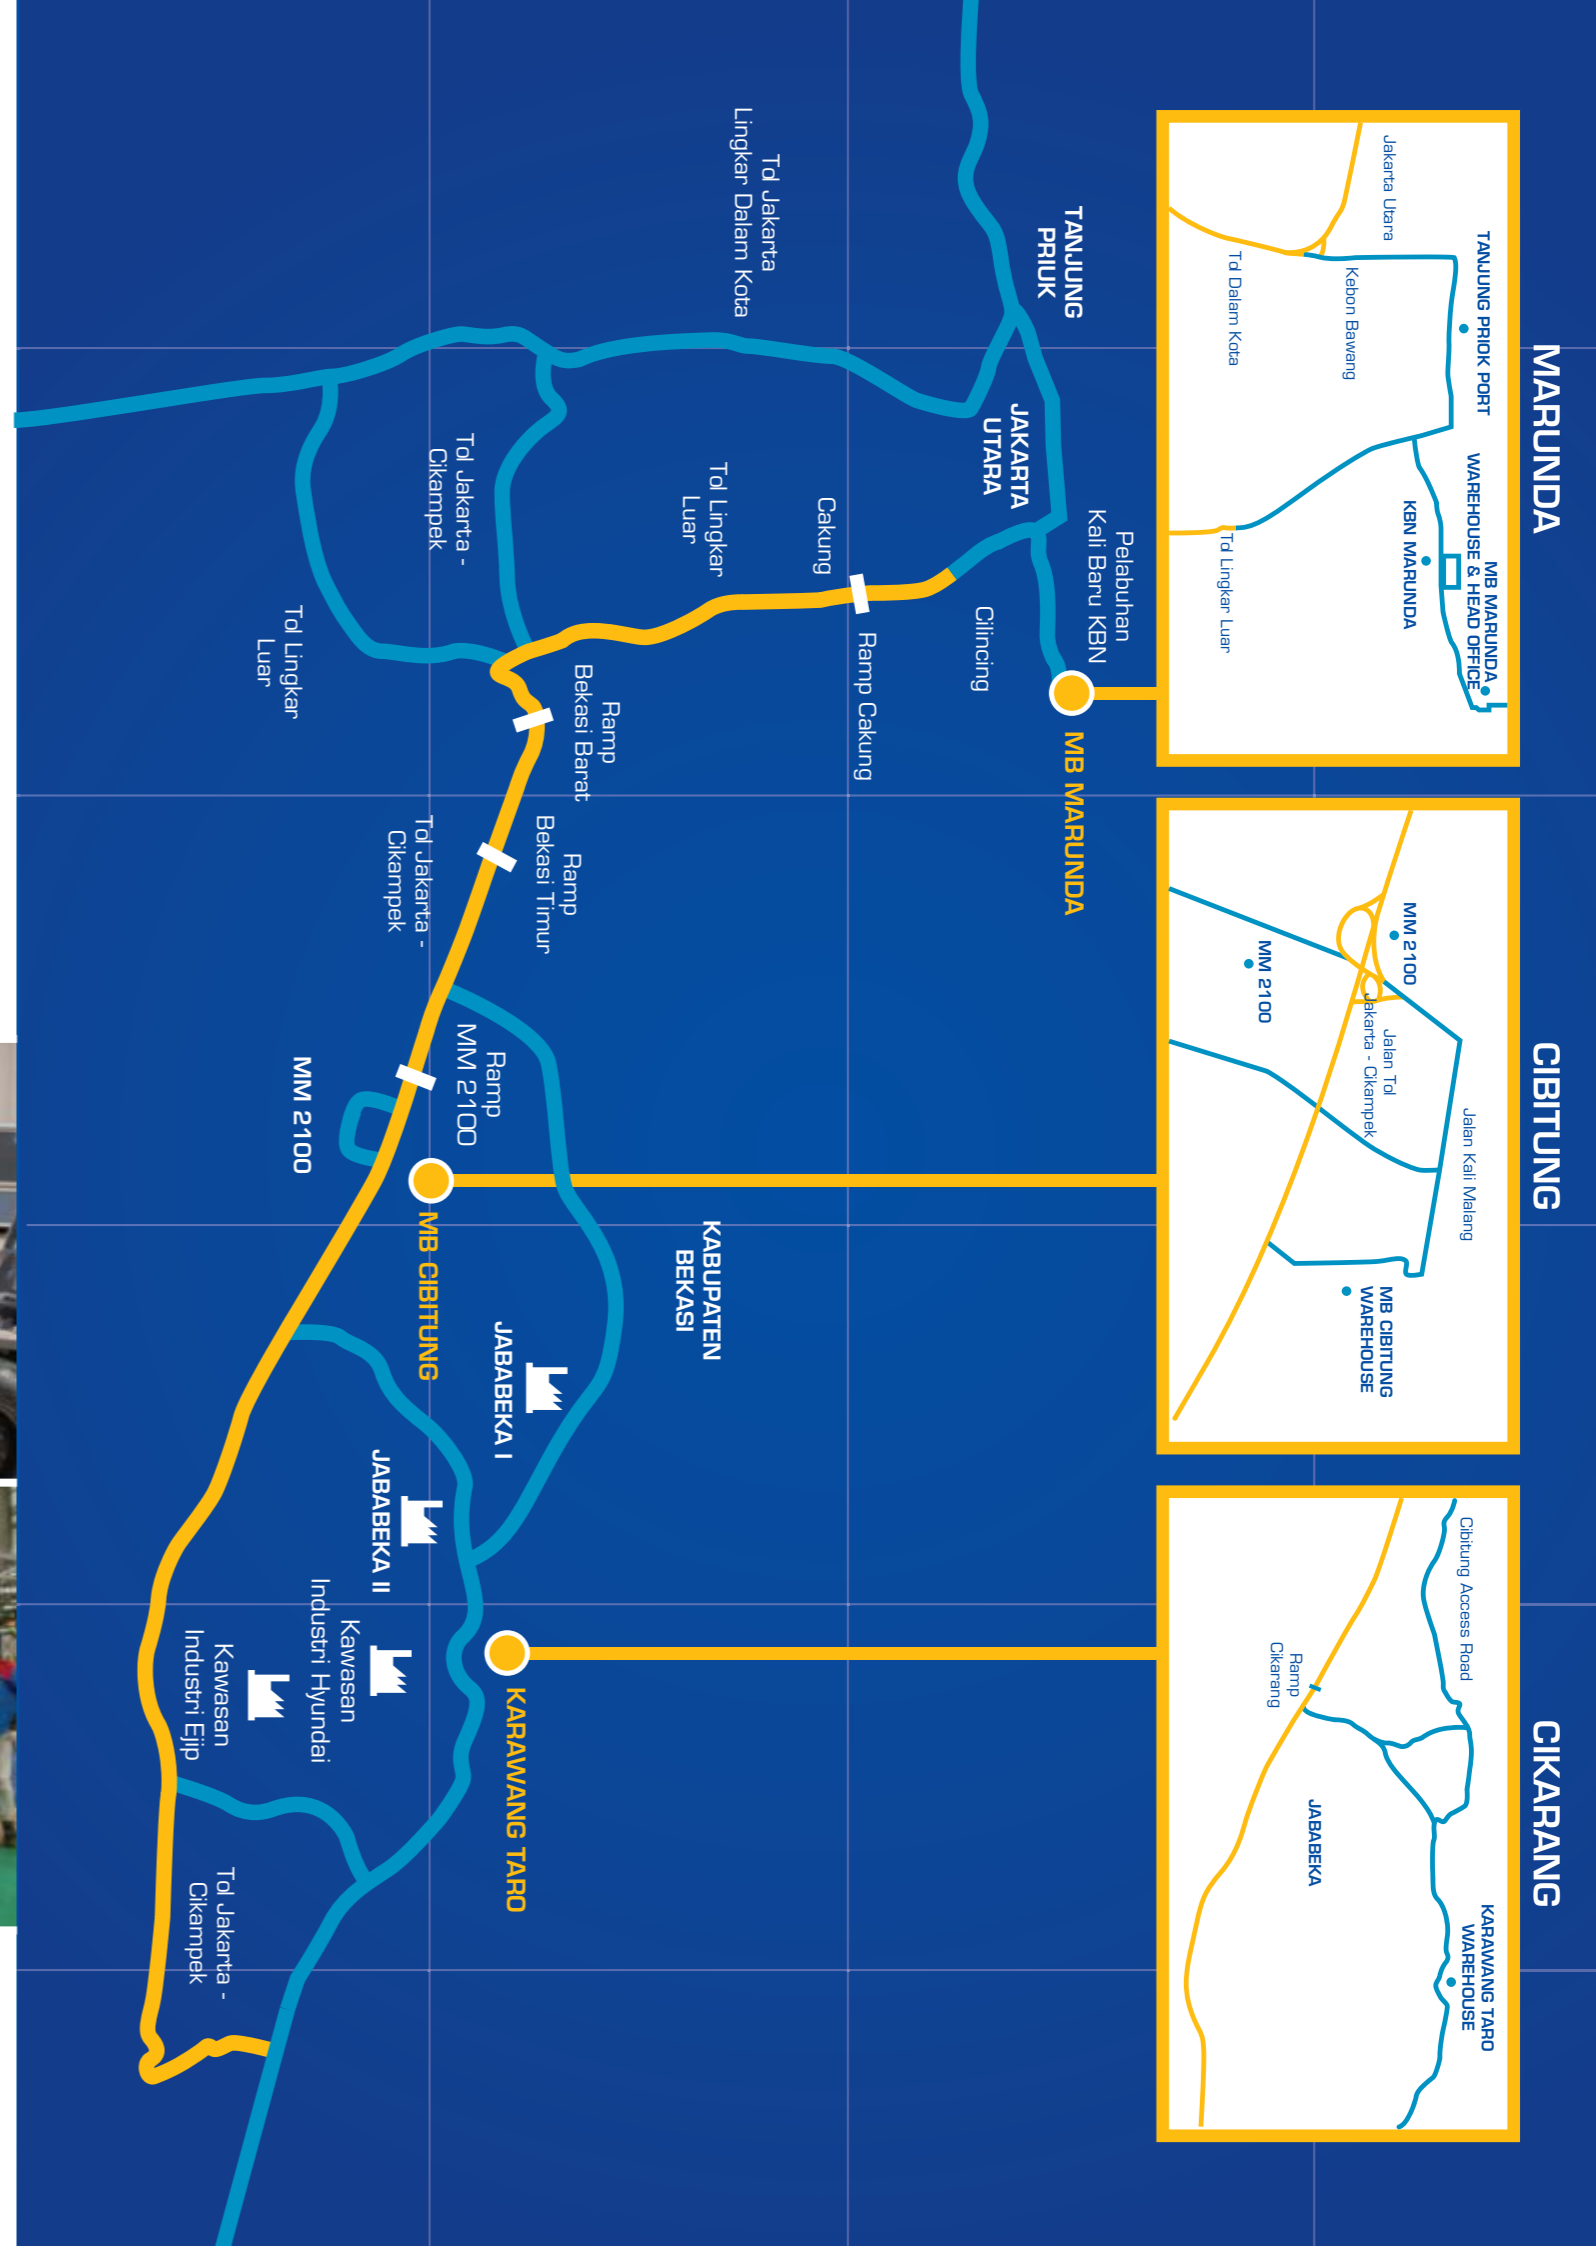 MARUNDA
TANJUNG PRIOK PORT
MB MARUNDA
WAREHOUSE & HEAD OFFICE
KBN MARUNDA
Jakarta Utara
Kebon Bawang
Tol Dalam Kota
Tol Lingkar Luar
CIBITUNG
Jalan Kali Malang
MM 2100
Jalan Tol
Jakarta - Cikampek
MM 2100
MB CIBITUNG
WAREHOUSE
CIKARANG
Cibitung Access Road
Ramp
Cikarang
JABABEKA
KARAWANG TARO
WAREHOUSE
TANJUNG
PRIUK
Pelabuhan
Kali Baru KBN
MB MARUNDA
JAKARTA
UTARA
Cilincing
Cakung
Ramp Cakung
Tol Jakarta
Lingkar Dalam Kota
Tol Lingkar
Luar
Ramp
Bekasi Barat
Ramp
Bekasi Timur
Tol Jakarta -
Cikampek
Tol Lingkar
Luar
Tol Jakarta -
Cikampek
Ramp
MM 2100
MM 2100
MB CIBITUNG
KABUPATEN
BEKASI
JABABEKA I
JABABEKA II
KARAWANG TARO
Kawasan
Industri Hyundai
Kawasan
Industri Ejip
Tol Jakarta -
Cikampek